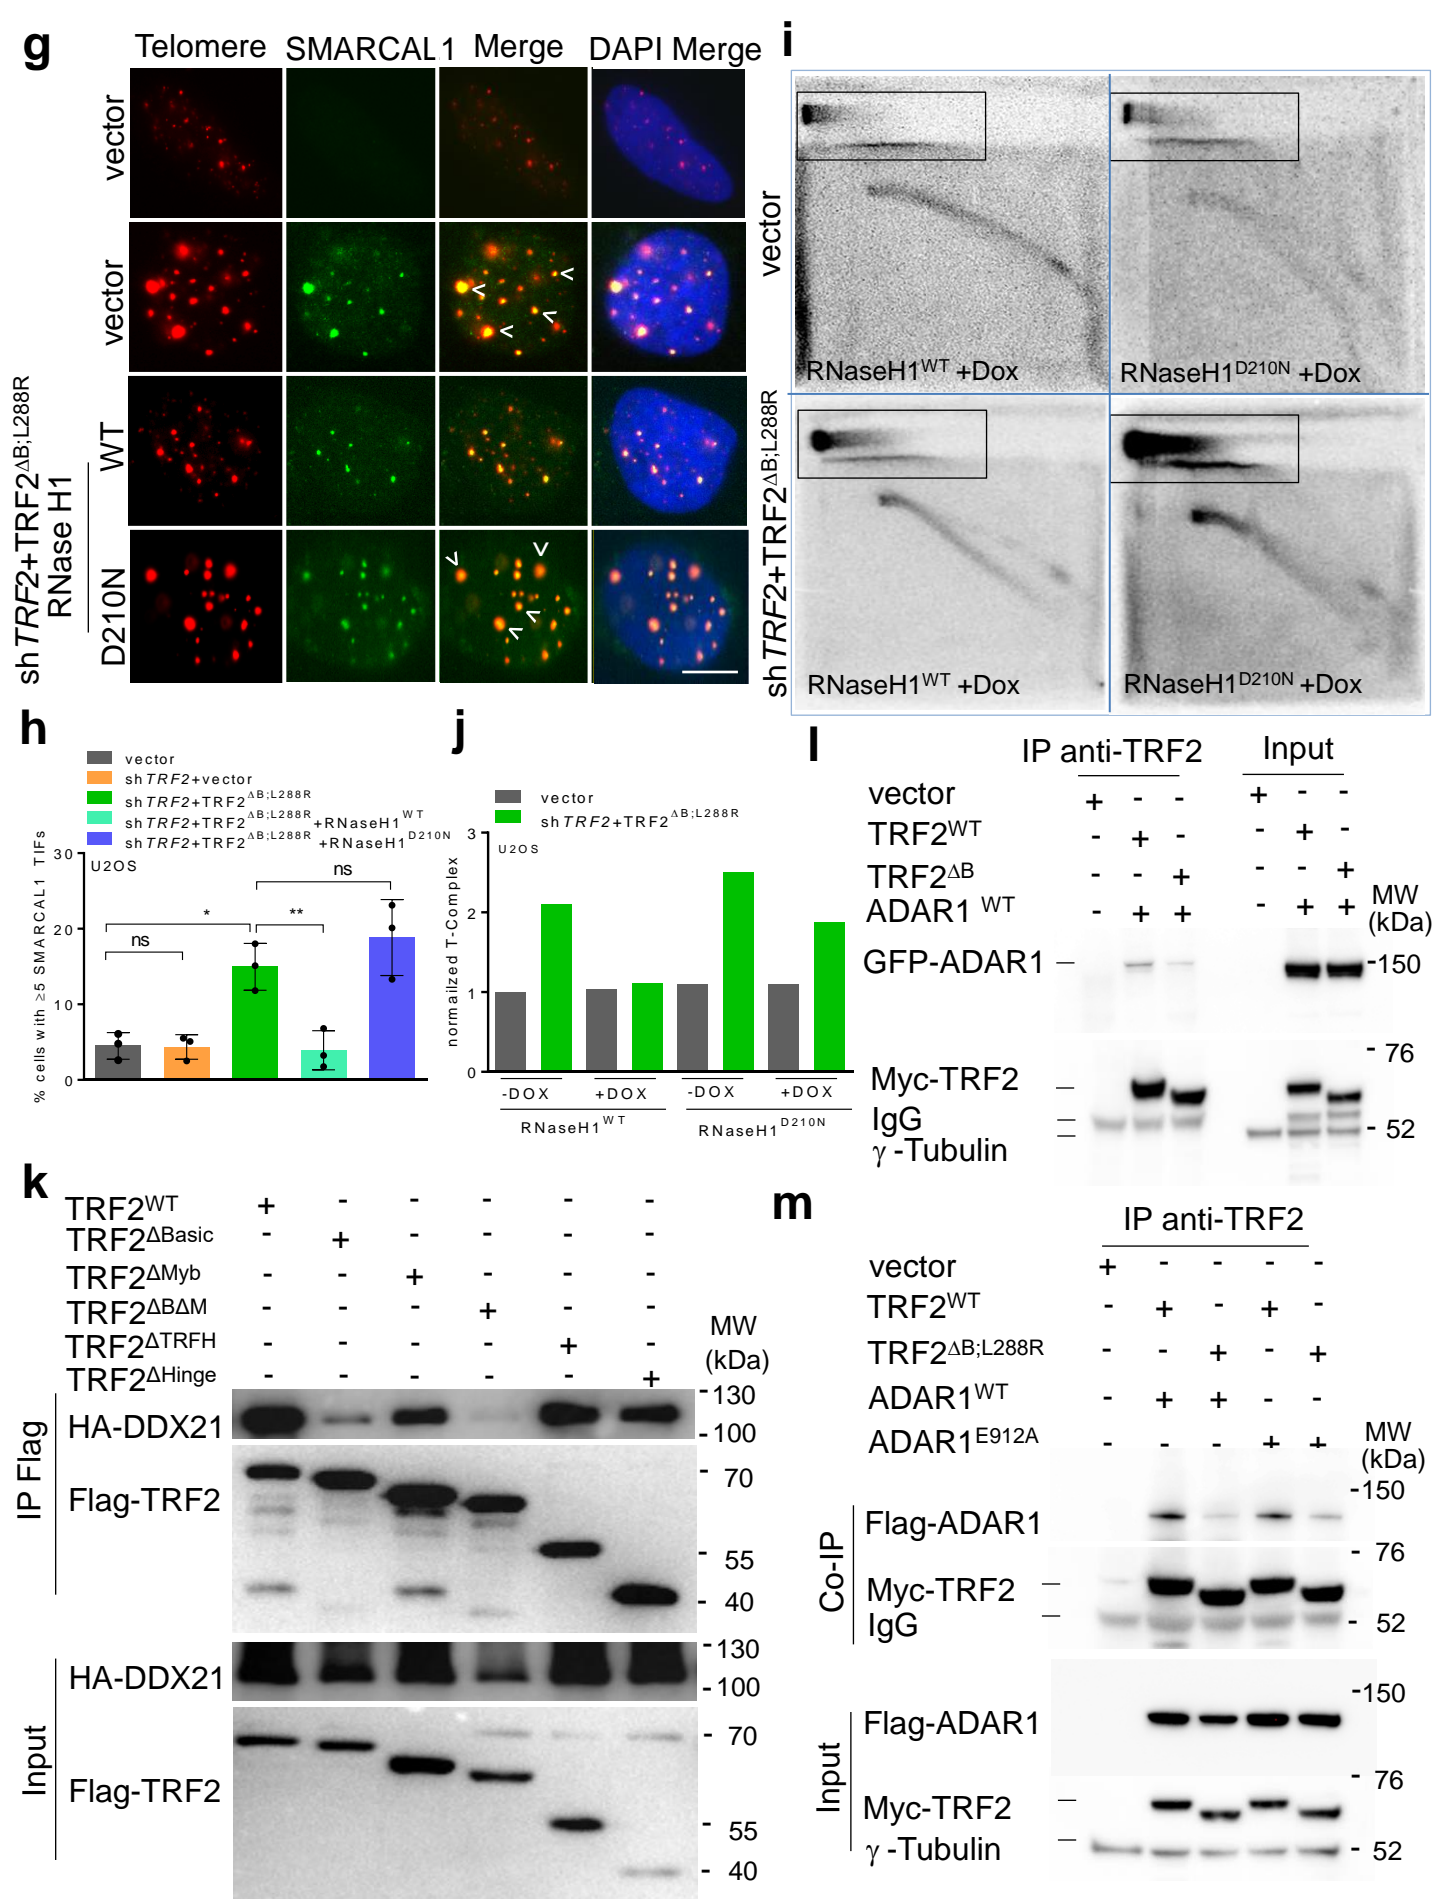 g
Telomere SMARCAL1 Merge DAPI Merge
vector
vector
WT
D210N
shTRF2+TRF2ΔB;L288R
RNase H1
i
vector
shTRF2+TRF2ΔB;L288R
RNaseH1WT +Dox
RNaseH1D210N +Dox
RNaseH1WT +Dox
RNaseH1D210N +Dox
h
vector
shTRF2+vector
shTRF2+TRF2ΔB;L288R
shTRF2+TRF2ΔB;L288R +RNaseH1WT
shTRF2+TRF2ΔB;L288R +RNaseH1D210N
% cells with ≥5 SMARCAL1 TIFs
30
20
10
0
U2OS
ns
* **
ns
j
vector
shTRF2+TRF2ΔB;L288R
U2OS
normailzed T-Complex
3
2
1
0
-DOX +DOX -DOX +DOX
RNaseH1WT RNaseH1D210N
l
IP anti-TRF2 Input
vector + - - + - -
TRF2WT - + - - + -
TRF2ΔB - - + - - +
ADAR1 WT - + + - + +
MW
(kDa)
GFP-ADAR1
-150
- 76
Myc-TRF2
IgG
- 52
γ-Tubulin
k
TRF2WT + - - - - -
TRF2ΔBasic - + - - - -
TRF2ΔMyb - - + - - -
TRF2ΔBΔM - - - + - -
TRF2ΔTRFH - - - - + -
TRF2ΔHinge - - - - - +
MW
(kDa)
IP Flag
HA-DDX21
-130
-100
Flag-TRF2
- 70
- 55
- 40
Input
HA-DDX21
-130
-100
Flag-TRF2
- 70
- 55
- 40
m
IP anti-TRF2
vector + - - - -
TRF2WT - + - + -
TRF2ΔB;L288R - - + - +
ADAR1WT - + + - -
ADAR1E912A - - - + +
MW
(kDa)
Co-IP
-150
Flag-ADAR1
- 76
Myc-TRF2
IgG
- 52
Input
-150
Flag-ADAR1
- 76
Myc-TRF2
γ-Tubulin
- 52